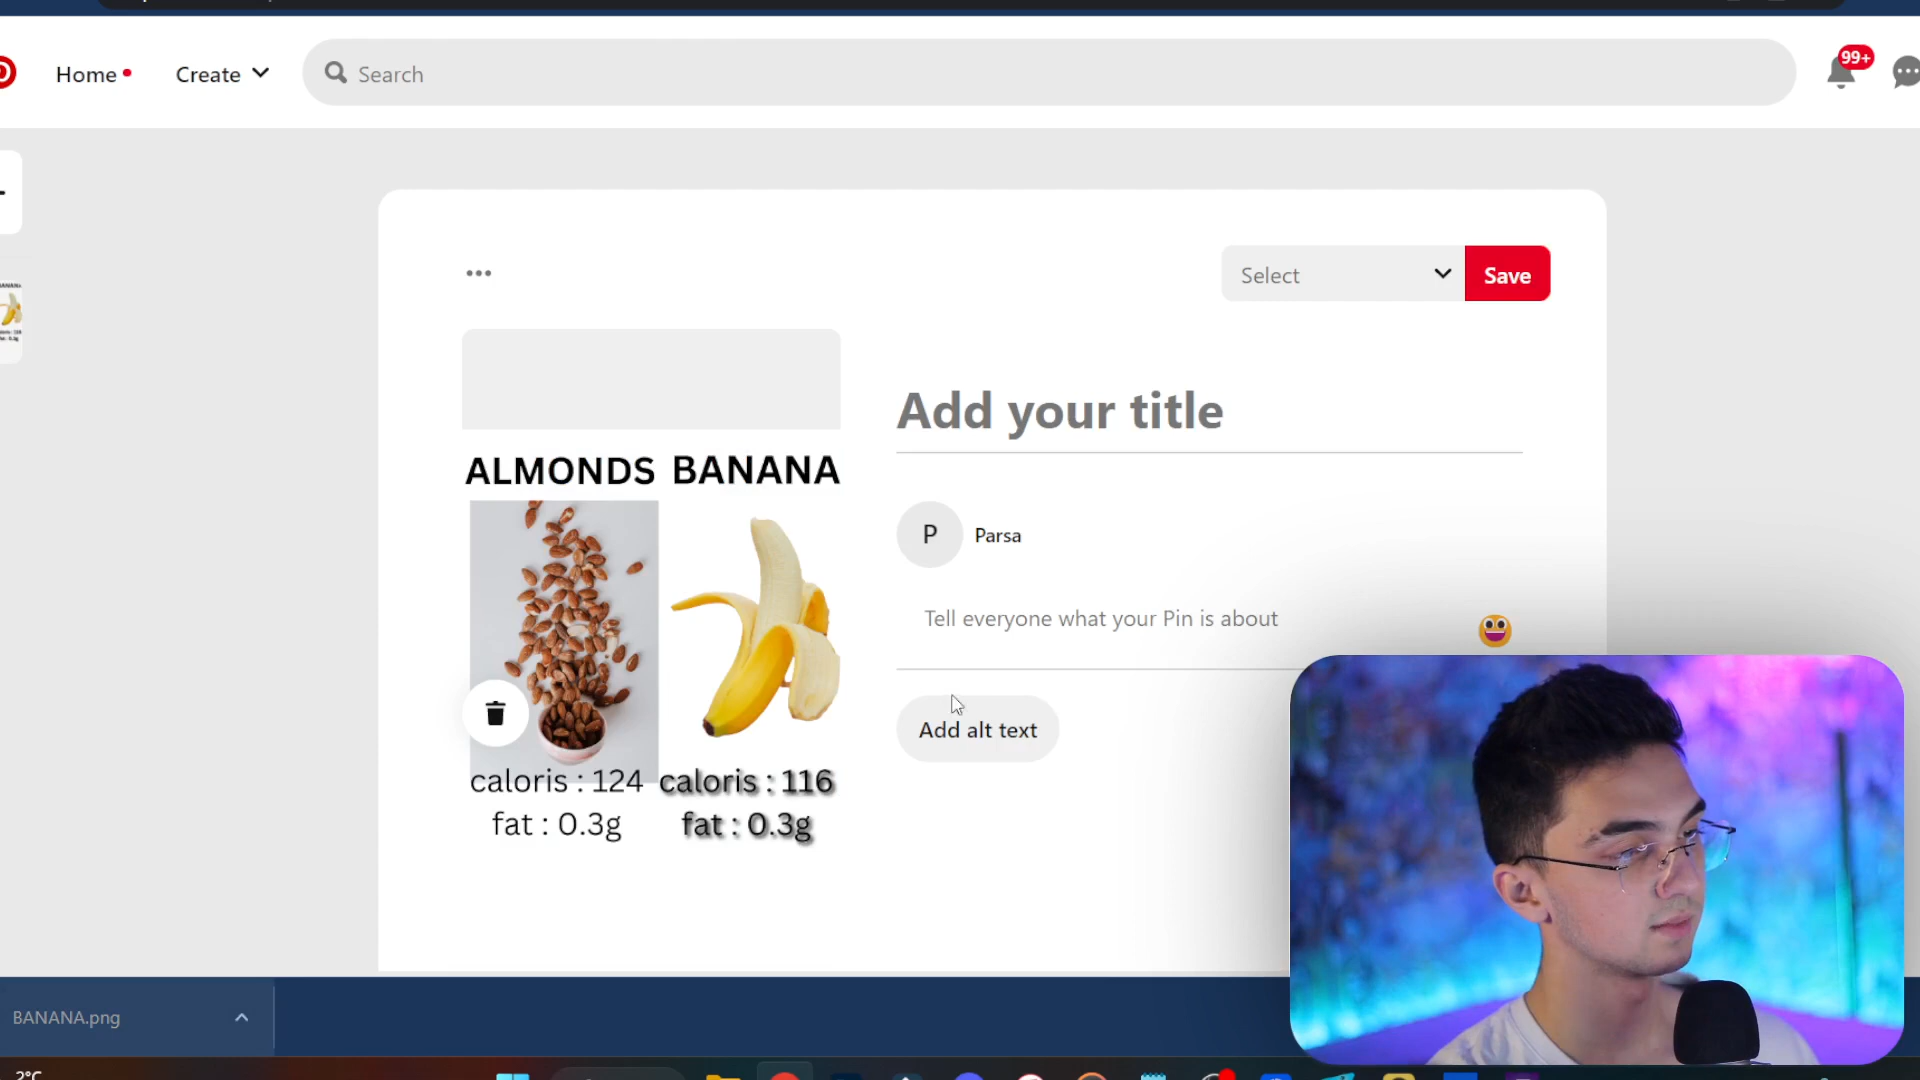 Home
Create
Search
99+
Select
Save
ALMONDS BANANA
caloris : 124 caloris : 116
fat : 0.3g fat : 0.3g
Add your title
P Parsa
Tell everyone what your Pin is about
Add alt text
BANANA.png
2°C